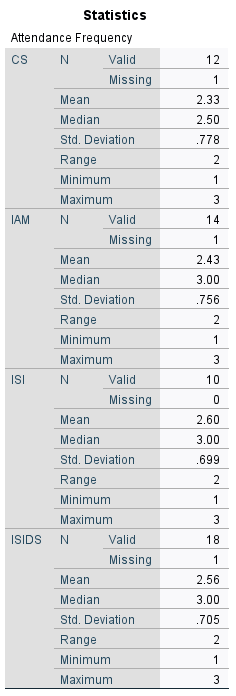 Statistics
Attendance Frequency
CS N Valid 12
Missing 1
Mean 2.33
Median 2.50
Std. Deviation .778
Range 2
Minimum 1
Maximum 3
IAM N Valid 14
Missing 1
Mean 2.43
Median 3.00
Std. Deviation .756
Range 2
Minimum 1
Maximum 3
ISI N Valid 10
Missing 0
Mean 2.60
Median 3.00
Std. Deviation .699
Range 2
Minimum 1
Maximum 3
ISIDS N Valid 18
Missing 1
Mean 2.56
Median 3.00
Std. Deviation .705
Range 2
Minimum 1
Maximum 3